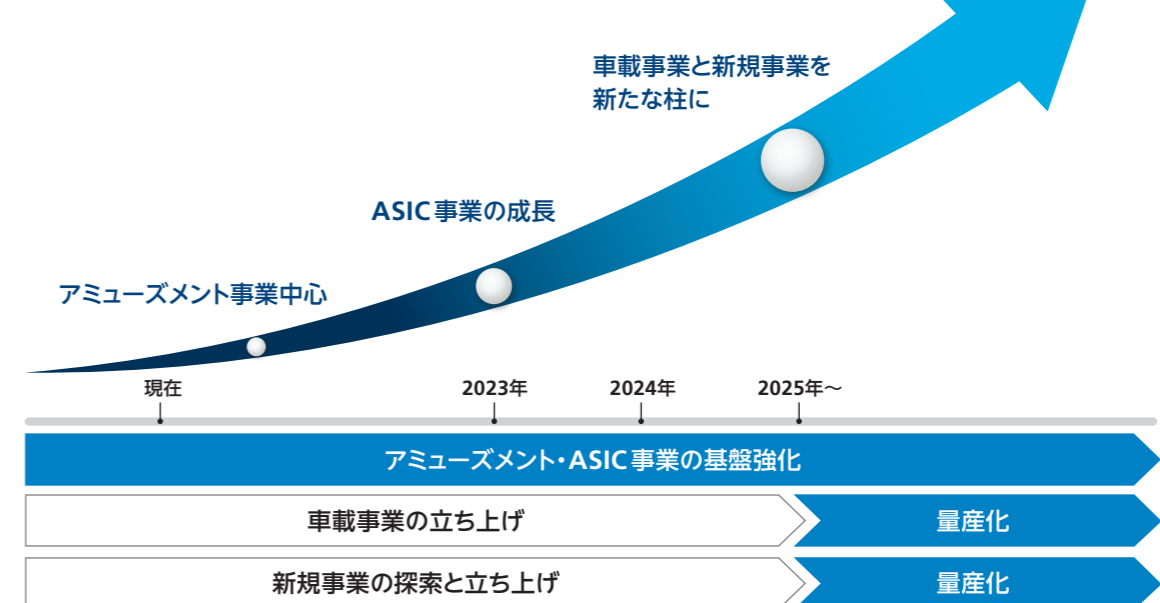 車載事業と新規事業を
新たな柱に
ASIC事業の成長
アミューズメント事業中心
現在
2023年
2024年
2025年～
アミューズメント・ASIC事業の基盤強化
車載事業の立ち上げ
量産化
新規事業の探索と立ち上げ
量産化